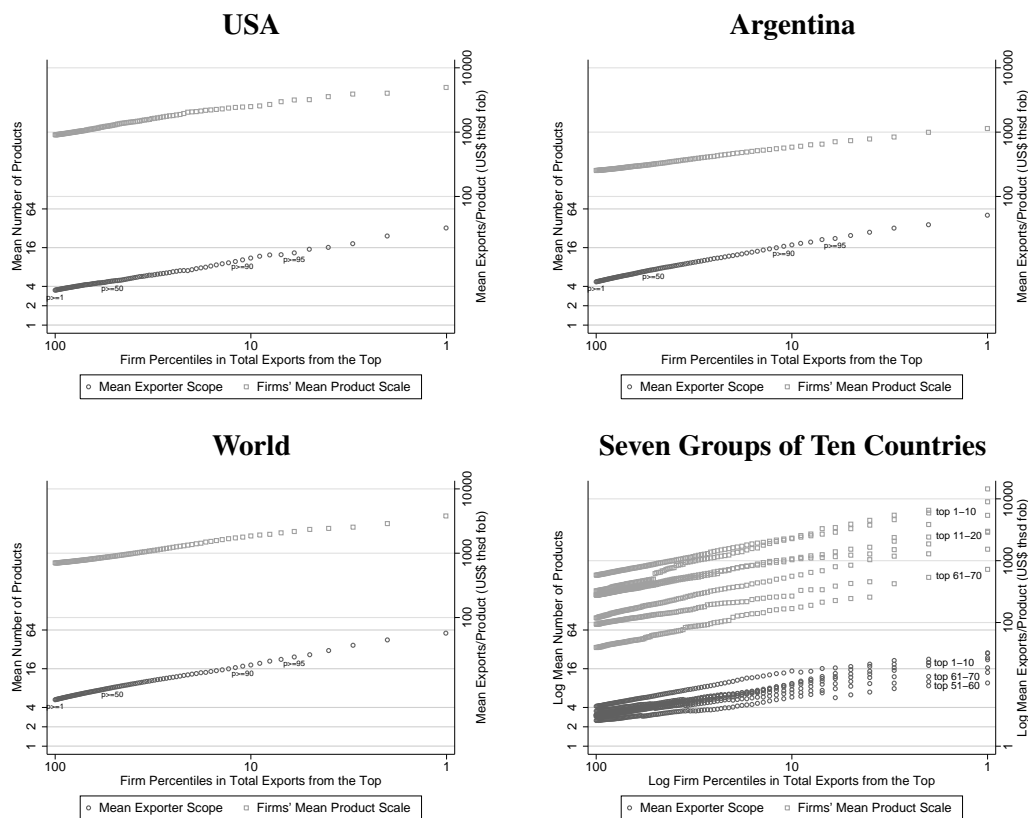 USA
Mean Number of Products
1 2 4 16 64
100 1000 10000
Mean Exports/Product (US$ thsd fob)
p>=1
p>=50
p>=90
p>=95
100 10 1
Firm Percentiles in Total Exports from the Top
Mean Exporter Scope Firms' Mean Product Scale
Argentina
Mean Number of Products
1 2 4 16 64
100 1000 10000
Mean Exports/Product (US$ thsd fob)
p>=1
p>=50
p>=90
p>=95
100 10 1
Firm Percentiles in Total Exports from the Top
Mean Exporter Scope Firms' Mean Product Scale
World
Mean Number of Products
1 2 4 16 64
100 1000 10000
Mean Exports/Product (US$ thsd fob)
p>=1
p>=50
p>=90
p>=95
100 10 1
Firm Percentiles in Total Exports from the Top
Mean Exporter Scope Firms' Mean Product Scale
Seven Groups of Ten Countries
Log Mean Number of Products
1 2 4 16 64
1 100 1000 10000
Log Mean Exports/Product (US$ thsd fob)
top 1–10
top 11–20
top 61–70
top 1–10
top 61–70
top 51–60
100 10 1
Log Firm Percentiles in Total Exports from the Top
Mean Exporter Scope Firms' Mean Product Scale